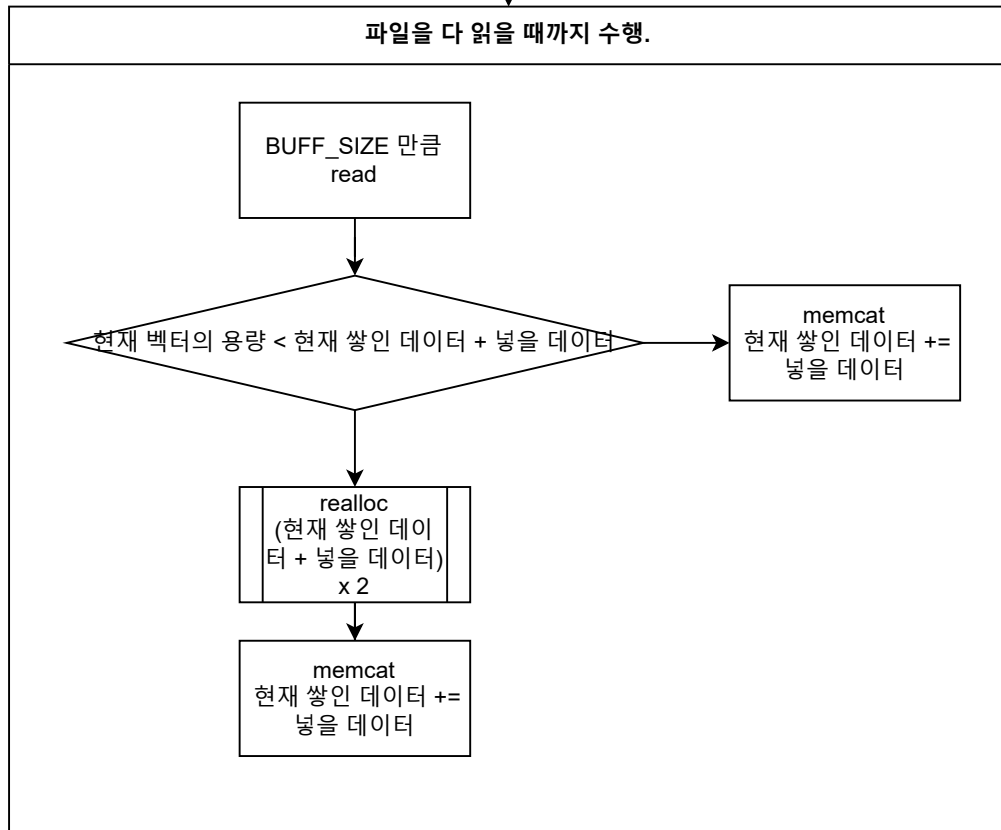 파일을 다 읽을 때까지 수행.
BUFF_SIZE 만큼
read
현재 벡터의 용량 < 현재 쌓인 데이터 + 넣을 데이터
memcat
현재 쌓인 데이터 +=
넣을 데이터
realloc
(현재 쌓인 데이
터 + 넣을 데이터)
x 2
memcat
현재 쌓인 데이터 +=
넣을 데이터